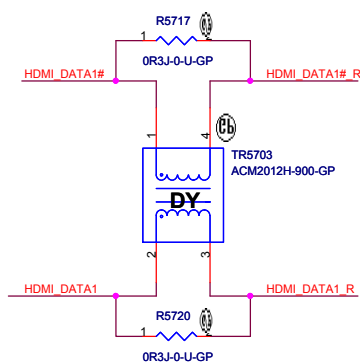 R5717
1
2
0R3J-0-U-GP
HDMI_DATA1#
HDMI_DATA1#_R
1
4
TR5703
ACM2012H-900-GP
DY
2
3
HDMI_DATA1
HDMI_DATA1_R
R5720
1
2
0R3J-0-U-GP